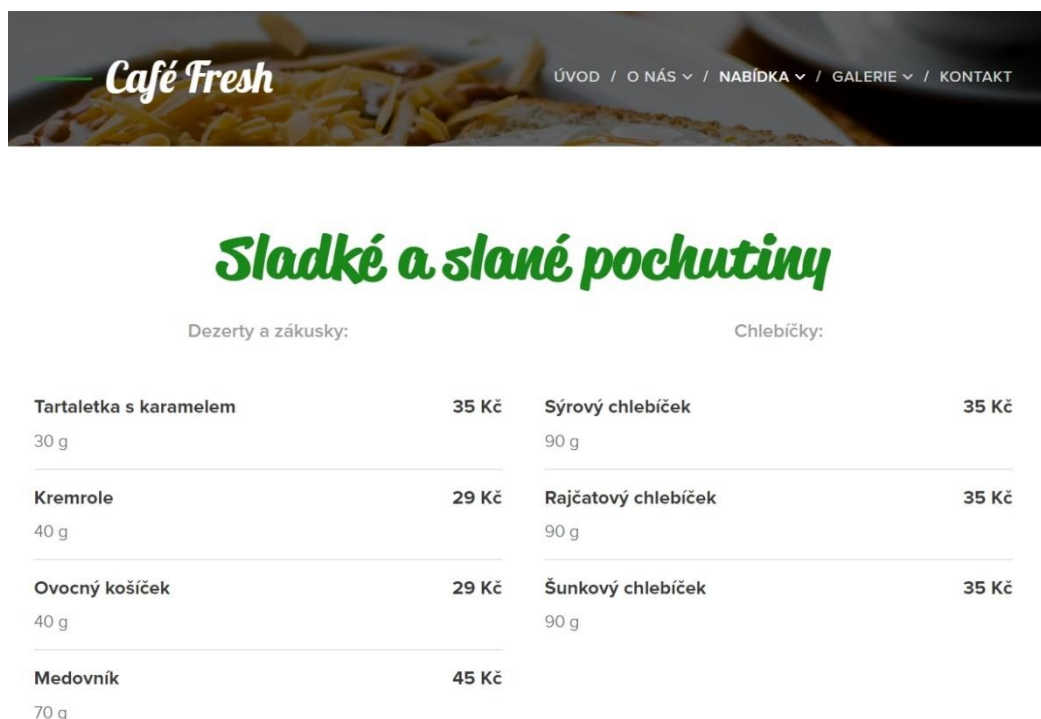 Café Fresh
ÚVOD / O NÁS / NABÍDKA / GALERIE / KONTAKT
Sladké a slané pochutiny
Dezerty a zákusky:
Tartaletka s karamelem 35 Kč
30 g
Kremrole 29 Kč
40 g
Ovocný košíček 29 Kč
40 g
Medovník 45 Kč
70 g
Chlebíčky:
Sýrový chlebíček 35 Kč
90 g
Rajčatový chlebíček 35 Kč
90 g
Šunkový chlebíček 35 Kč
90 g